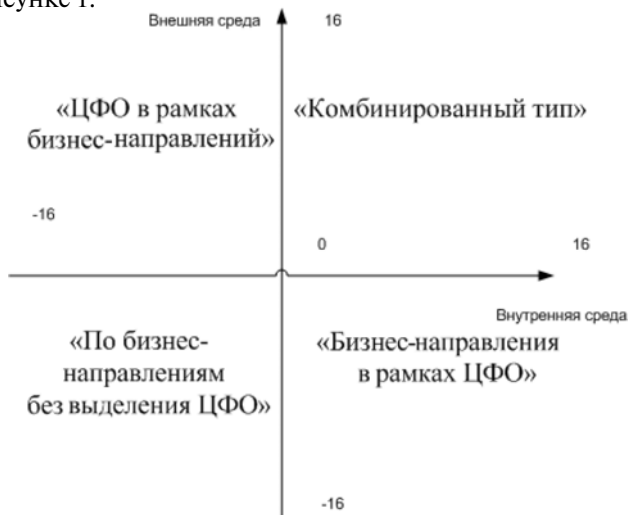 исунке 1.
Внешняя среда
16
«ЦФО в рамках
бизнес-направлений»
«Комбинированный тип»
-16
0
16
Внутренняя среда
«По бизнес-
направлениям
без выделения ЦФО»
«Бизнес-направления
в рамках ЦФО»
-16